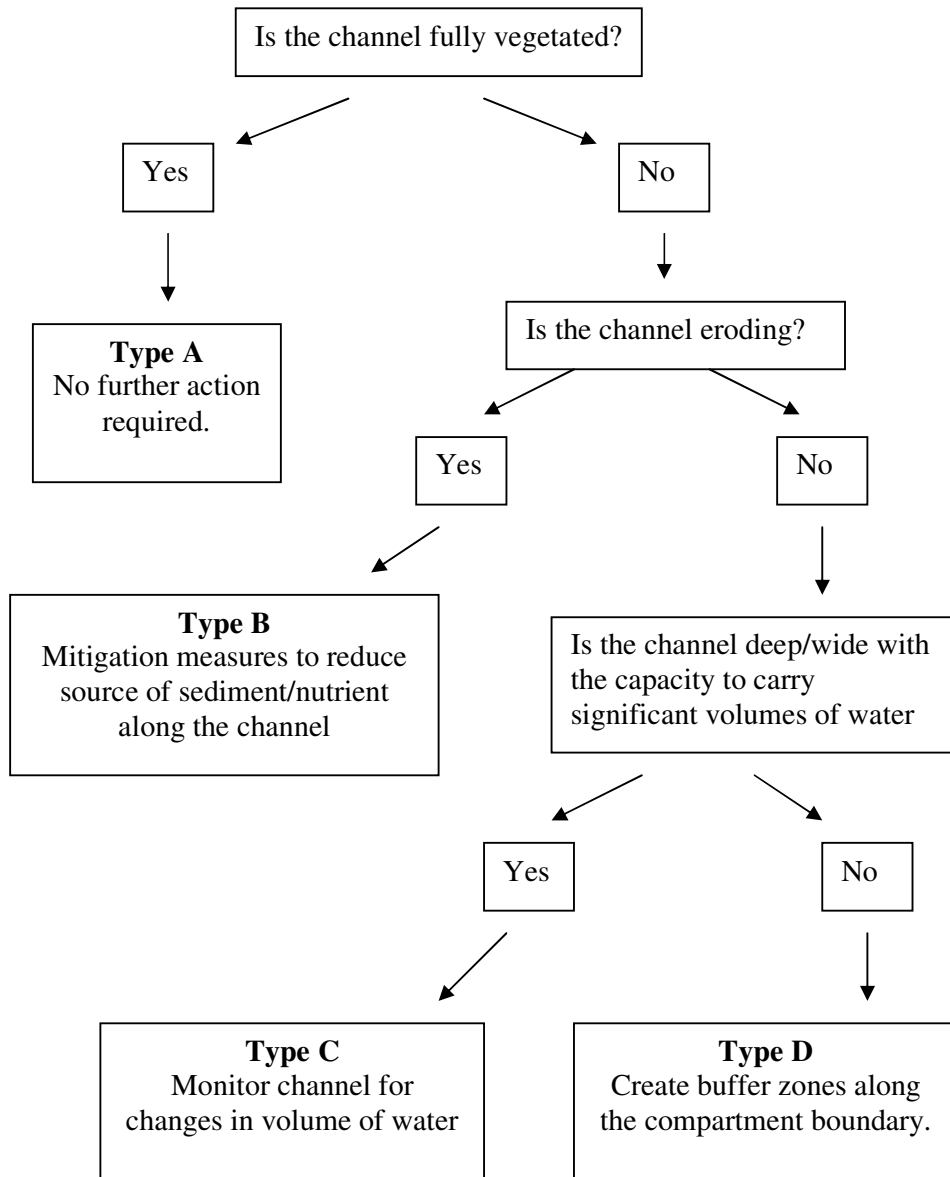 Is the channel fully vegetated?
Yes
No
Type A
No further action
required.
Is the channel eroding?
Yes
No
Type B
Mitigation measures to reduce
source of sediment/nutrient
along the channel
Is the channel deep/wide with
the capacity to carry
significant volumes of water
Yes
No
Type C
Monitor channel for
changes in volume of water
Type D
Create buffer zones along
the compartment boundary.